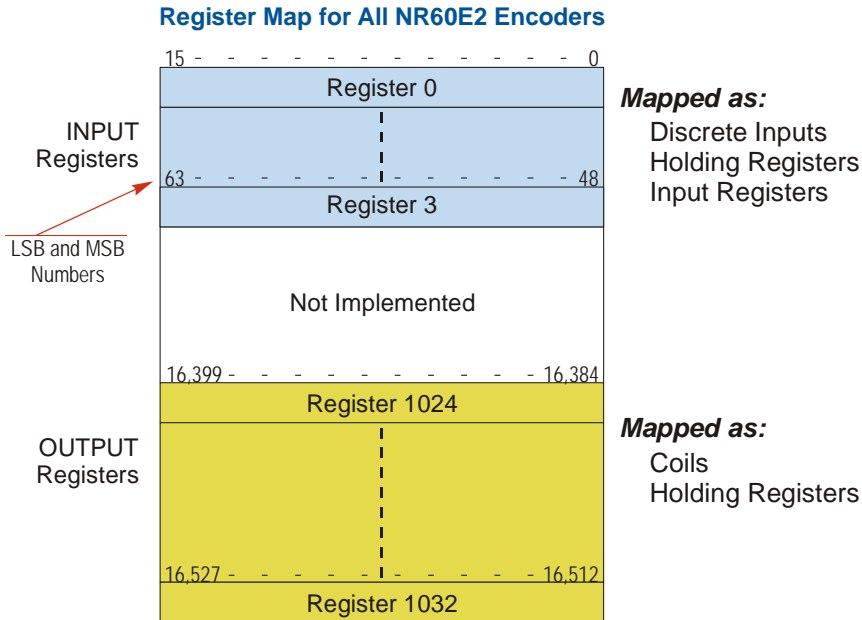 Register Map for All NR60E2 Encoders
15 - - - - - - - - - - - - 0
Register 0
INPUT
Registers
63 - - - - - - - - - - - - 48
Register 3
LSB and MSB
Numbers
Mapped as:
Discrete Inputs
Holding Registers
Input Registers
Not Implemented
16,399 - - - - - - - - - - 16,384
Register 1024
OUTPUT
Registers
Mapped as:
Coils
Holding Registers
16,527 - - - - - - - - - - 16,512
Register 1032